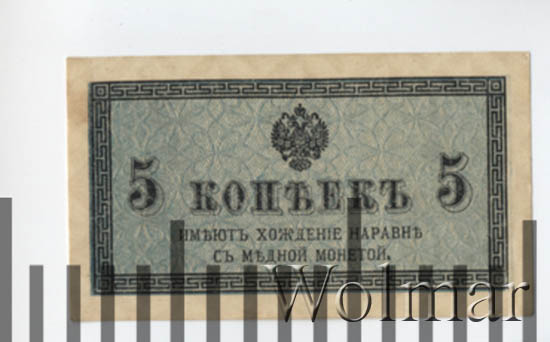 5 КОПѢЕКЪ 5
ИМѢЮТЪ ХОЖДЕНІЕ НАРАВНѢ
СЪ МѢДНОЙ МОНЕТОЙ.
Wolmar